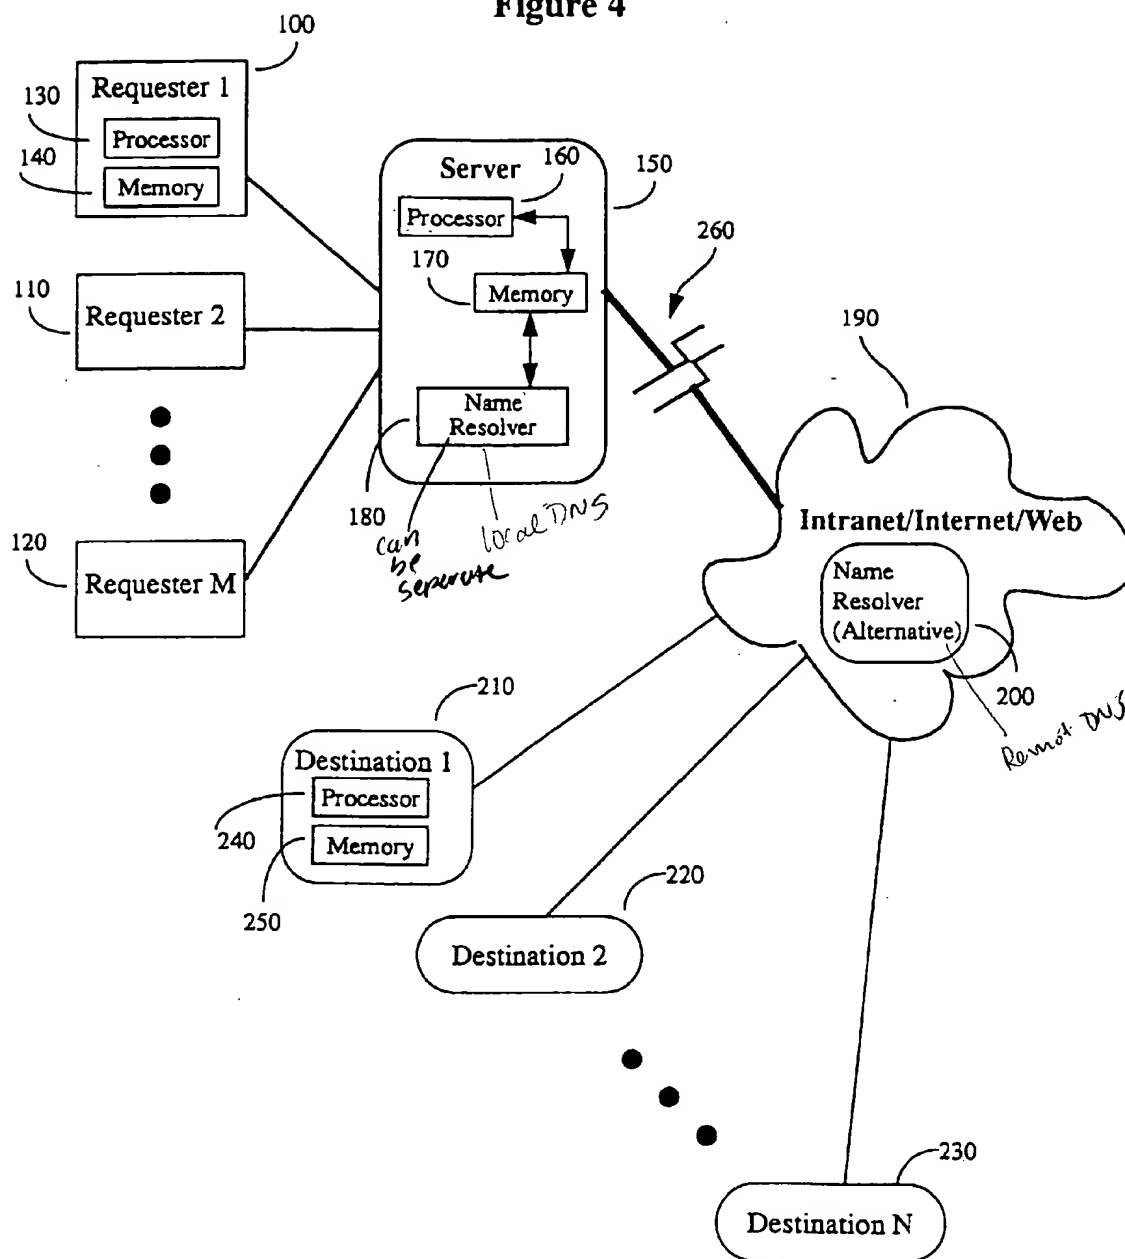 Figure 4
100
Requester 1
130
Processor
140
Memory
Server
160
150
Processor
170
Memory
260
110
Requester 2
190
Name
Resolver
180
can
be
separate
local DNS
120
Requester M
Intranet/Internet/Web
Name
Resolver
(Alternative)
200
Remot DNS
210
Destination 1
Processor
240
Memory
250
220
Destination 2
230
Destination N